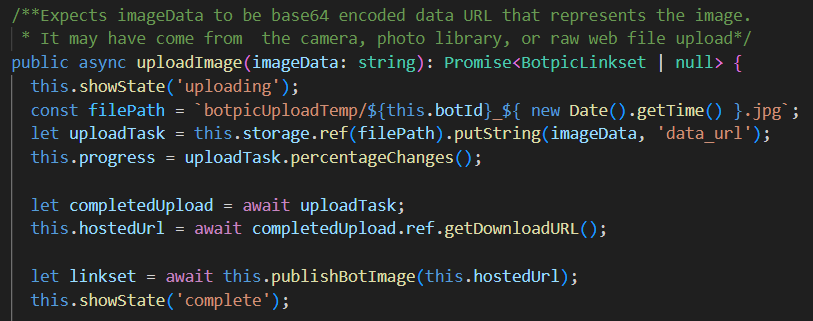 /**Expects imageData to be base64 encoded data URL that represents the image.
 * It may have come from  the camera, photo library, or raw web file upload*/
public async uploadImage(imageData: string): Promise<BotpicLinkset | null> {
  this.showState('uploading');
  const filePath = `botpicUploadTemp/${this.botId}_${ new Date().getTime() }.jpg`;
  let uploadTask = this.storage.ref(filePath).putString(imageData, 'data_url');
  this.progress = uploadTask.percentageChanges();

  let completedUpload = await uploadTask;
  this.hostedUrl = await completedUpload.ref.getDownloadURL();

  let linkset = await this.publishBotImage(this.hostedUrl);
  this.showState('complete');